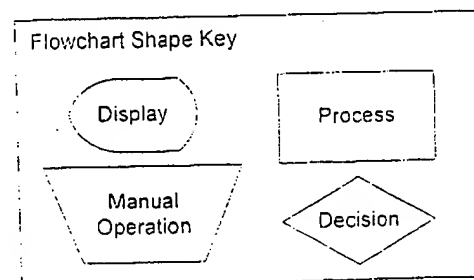 Flowchart Shape Key
Display
Process
Manual
Operation
Decision